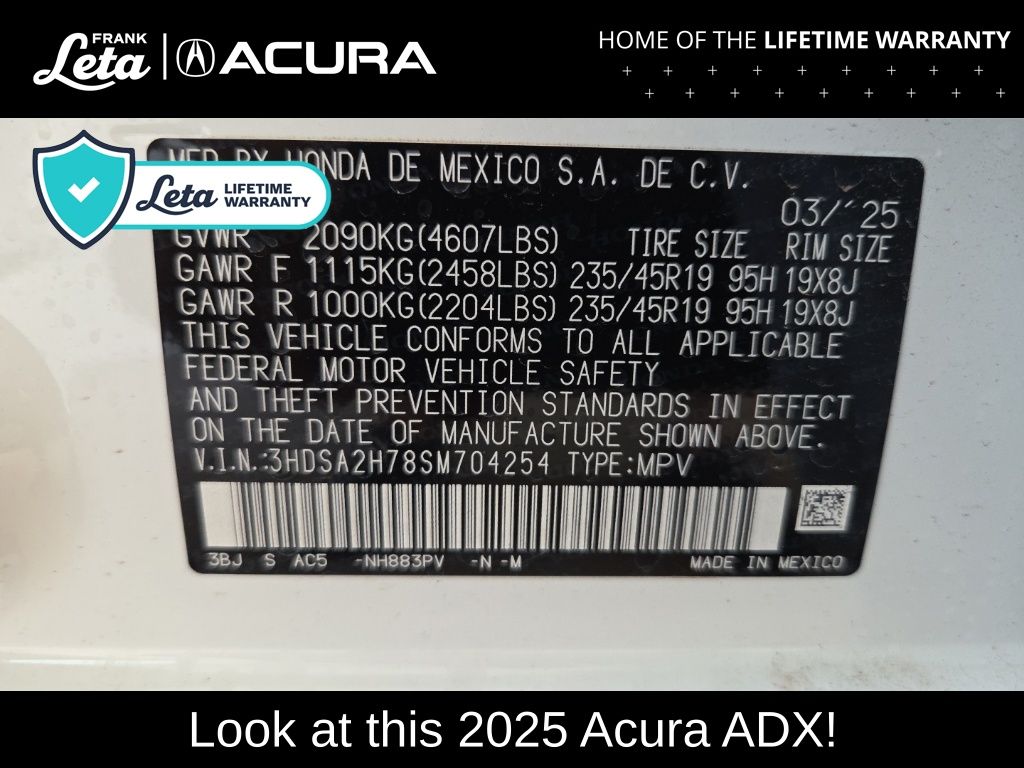 FRANK
Leta
ACURA
HOME OF THE LIFETIME WARRANTY
Leta LIFETIME
WARRANTY
MFD BY HONDA DE MEXICO S.A. DE C.V.
03/ 25
GVWR 2090KG(4607LBS) TIRE SIZE RIM SIZE
GAWR F 1115KG(2458LBS) 235/45R19 95H 19X8J
GAWR R 1000KG(2204LBS) 235/45R19 95H 19X8J
THIS VEHICLE CONFORMS TO ALL APPLICABLE
FEDERAL MOTOR VEHICLE SAFETY
AND THEFT PREVENTION STANDARDS IN EFFECT
ON THE DATE OF MANUFACTURE SHOWN ABOVE.
V.I.N.:3HDSA2H78SM704254 TYPE:MPV
3BJ S AC5 -NH883PV -N -M MADE IN MEXICO
Look at this 2025 Acura ADX!